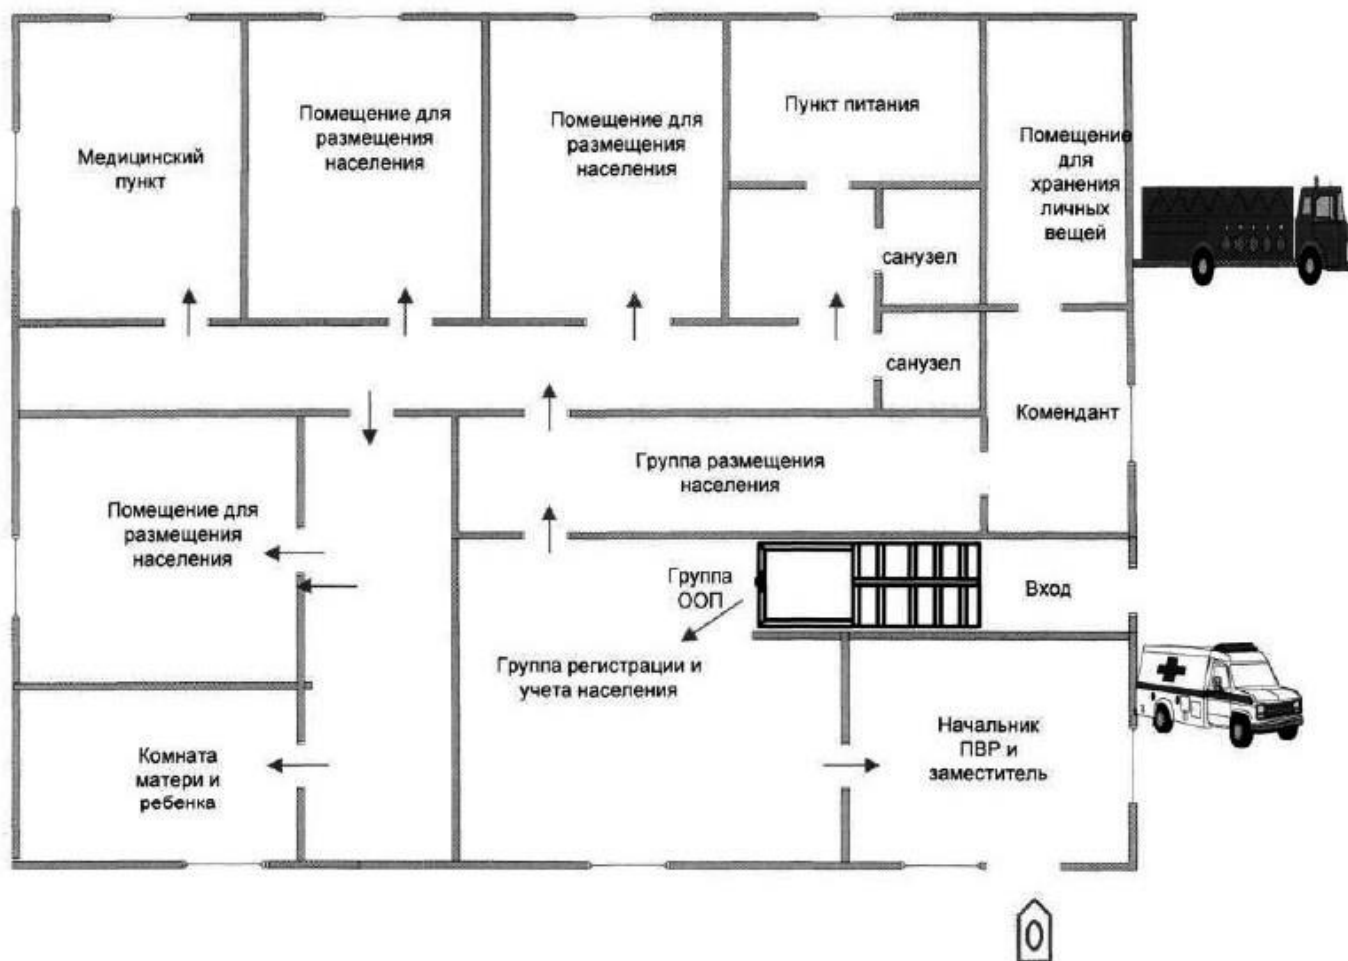 Медицинский
пункт
Помещение для
размещения
населения
Помещение для
размещения
населения
Пункт питания
Помещение
для
хранения
личных
вещей
санузел
санузел
Комендант
Группа размещения
населения
Помещение для
размещения
населения
Группа
ООП
Вход
Группа регистрации и
учета населения
Начальник
ПВР и
заместитель
Комната
матери и
ребенка
0